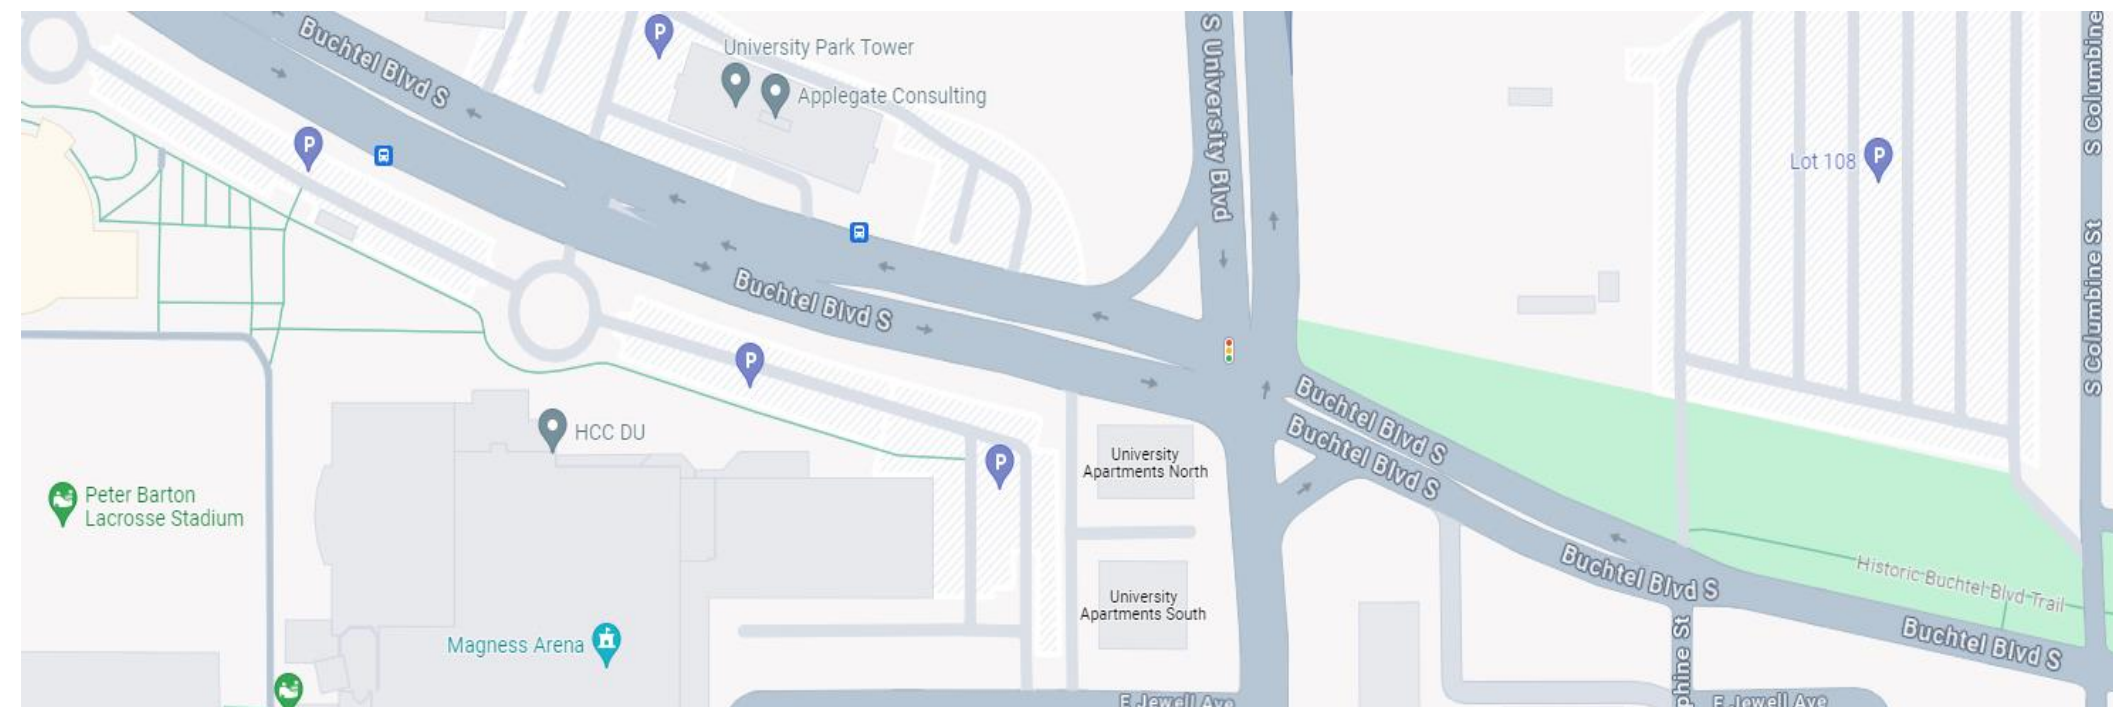 Buchtel Blvd S
P
University Park Tower
Applegate Consulting
S University Blvd
S Columbine
P
Lot 108
P
S Columbine St
Buchtel Blvd S
P
HCC DU
Buchtel Blvd S
Buchtel Blvd S
University
Apartments North
P
Peter Barton
Lacrosse Stadium
Buchtel Blvd S
Historic Buchtel Blvd Trail
University
Apartments South
Magness Arena
Buchtel Blvd S
phine St
E Jewell Ave
E Jewell Ave